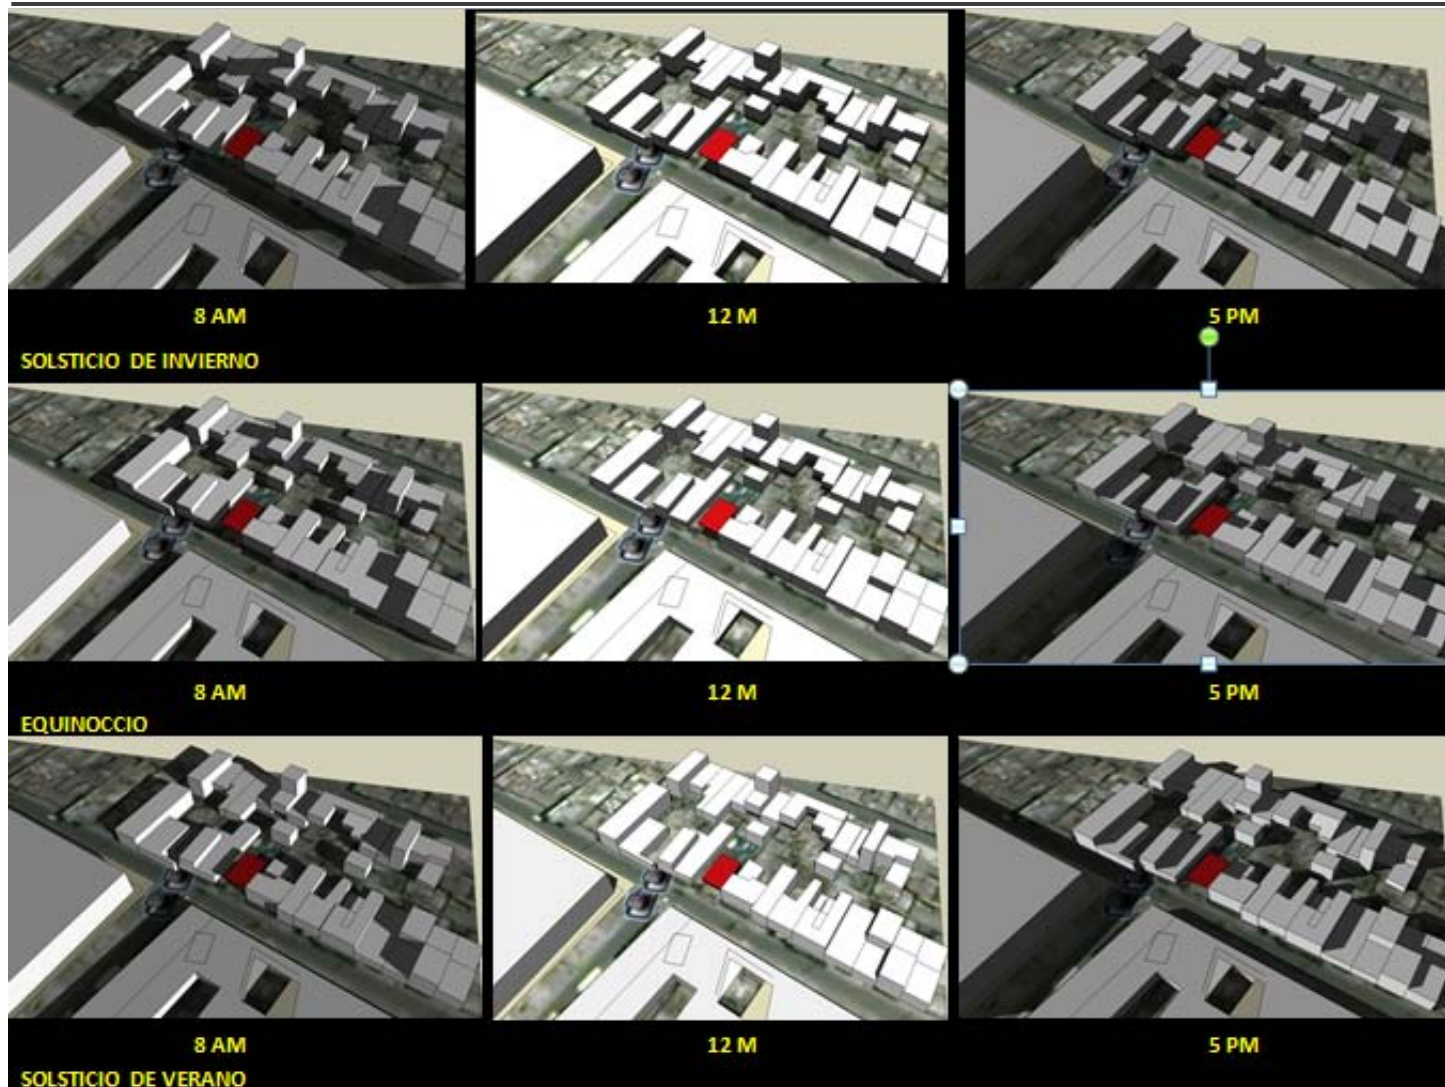 8 AM 12 M 5 PM
SOLSTICIO DE INVIERNO
8 AM 12 M 5 PM
EQUINOCCIO
8 AM 12 M 5 PM
SOLSTICIO DE VERANO